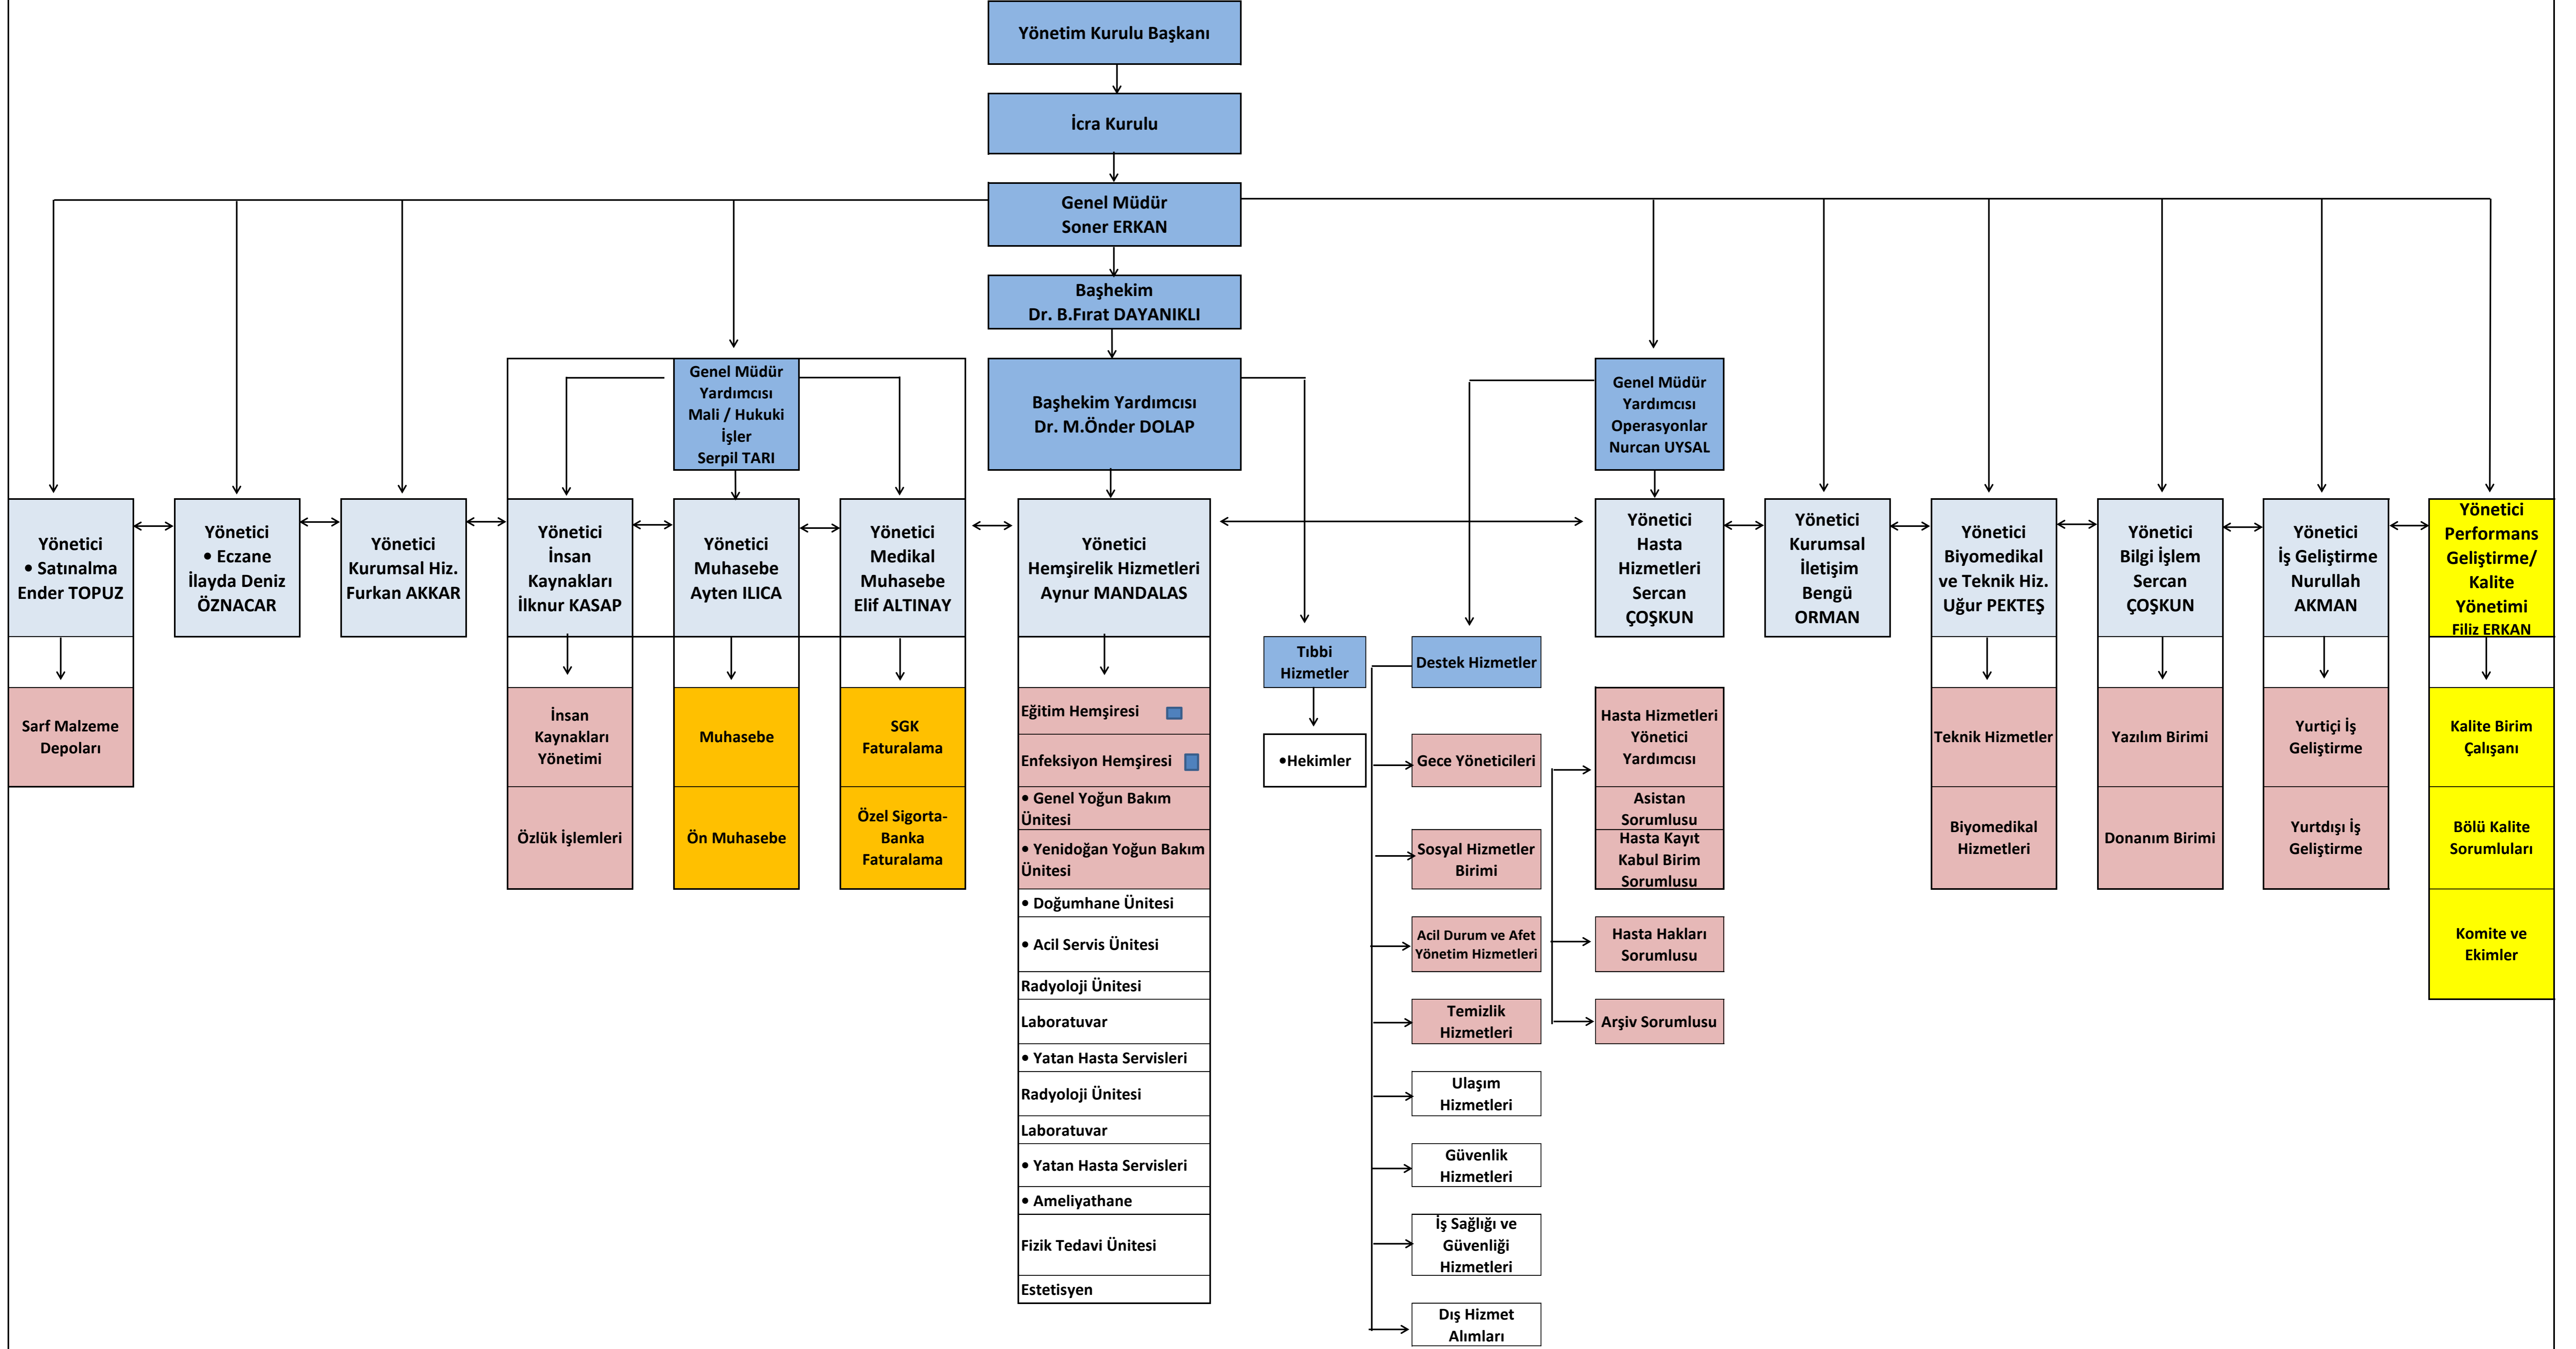 Yönetim Kurulu Başkanı
İcra Kurulu
Genel Müdür
Soner ERKAN
Başhekim
Dr. B.Fırat DAYANIKLI
Genel Müdür
Yardımcısı
Mali / Hukuki
İşler
Serpil TARI
Başhekim Yardımcısı
Dr. M.Önder DOLAP
Genel Müdür
Yardımcısı
Operasyonlar
Nurcan UYSAL
Yönetici
• Satınalma
Ender TOPUZ
Yönetici
• Eczane
İlayda Deniz
ÖZNACAR
Yönetici
Kurumsal Hiz.
Furkan AKKAR
Yönetici
İnsan
Kaynakları
İlknur KASAP
Yönetici
Muhasebe
Ayten ILICA
Yönetici
Medikal
Muhasebe
Elif ALTINAY
Yönetici
Hemşirelik Hizmetleri
Aynur MANDALAS
Yönetici
Hasta
Hizmetleri
Sercan
ÇOŞKUN
Yönetici
Kurumsal
İletişim
Bengü
ORMAN
Yönetici
Biyomedikal
ve Teknik Hiz.
Uğur PEKTEŞ
Yönetici
Bilgi İşlem
Sercan
ÇOŞKUN
Yönetici
İş Geliştirme
Nurullah
AKMAN
Yönetici
Performans
Geliştirme/
Kalite
Yönetimi
Filiz ERKAN
Sarf Malzeme
Depoları
İnsan
Kaynakları
Yönetimi
Özlük İşlemleri
Muhasebe
Ön Muhasebe
SGK
Faturalama
Özel Sigorta-
Banka
Faturalama
Eğitim Hemşiresi
Enfeksiyon Hemşiresi
• Genel Yoğun Bakım
Ünitesi
• Yenidoğan Yoğun Bakım
Ünitesi
• Doğumhane Ünitesi
• Acil Servis Ünitesi
Radyoloji Ünitesi
Laboratuvar
• Yatan Hasta Servisleri
Radyoloji Ünitesi
Laboratuvar
• Yatan Hasta Servisleri
• Ameliyathane
Fizik Tedavi Ünitesi
Estetisyen
Tıbbi
Hizmetler
•Hekimler
Destek Hizmetler
Gece Yöneticileri
Sosyal Hizmetler
Birimi
Acil Durum ve Afet
Yönetim Hizmetleri
Temizlik
Hizmetleri
Ulaşım
Hizmetleri
Güvenlik
Hizmetleri
İş Sağlığı ve
Güvenliği
Hizmetleri
Dış Hizmet
Alımları
Hasta Hizmetleri
Yönetici
Yardımcısı
Asistan
Sorumlusu
Hasta Kayıt
Kabul Birim
Sorumlusu
Hasta Hakları
Sorumlusu
Arşiv Sorumlusu
Teknik Hizmetler
Biyomedikal
Hizmetleri
Yazılım Birimi
Donanım Birimi
Yurtiçi İş
Geliştirme
Yurtdışı İş
Geliştirme
Kalite Birim
Çalışanı
Bölü Kalite
Sorumluları
Komite ve
Ekimler